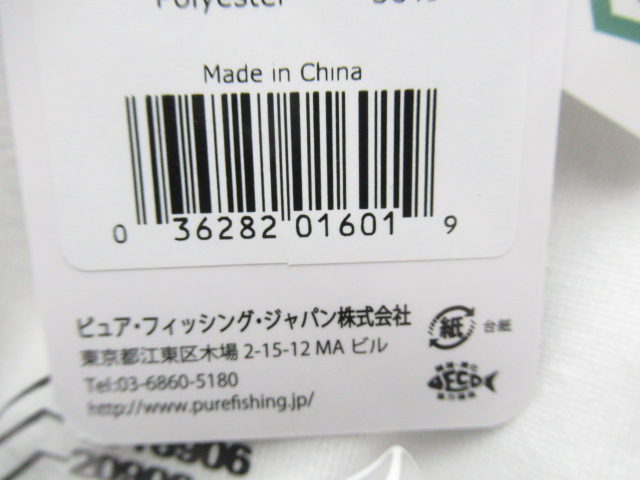 Polyester
Made in China
0 36282 01601 9
ピュア・フィッシング・ジャパン株式会社
東京都江東区木場 2-15-12 MA ビル
Tel:03-6860-5180
http://www.purefishing.jp/
紙 台紙
ECO